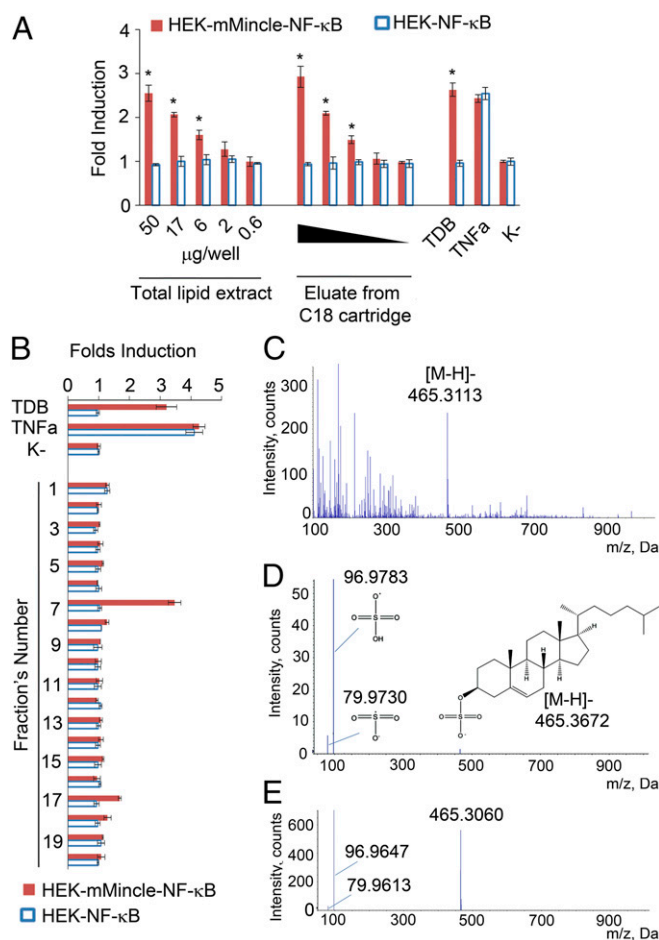 A
HEK-mMincle-NF-κB
HEK-NF-κB
Fold Induction
4
3
2
1
0
*
*
*
*
*
*
*
50
17
6
2
0.6
µg/well
Total lipid extract
Eluate from
C18 cartridge
TDB
TNFa
K-
B
Folds Induction
0 1 2 3 4 5
TDB
TNFa
K-
Fraction's Number
1
3
5
7
9
11
13
15
17
19
HEK-mMincle-NF-κB
HEK-NF-κB
C
Intensity, counts
300
200
100
0
[M-H]-
465.3113
100 300 500 700 900
m/z, Da
D
Intensity, counts
50
40
30
20
10
0
96.9783
79.9730
O-
O=S=O
OH
O=S=O
O-
H
H
H
H
O
O=S=O
O-
[M-H]-
465.3672
100 300 500 700 900
m/z, Da
E
Intensity, counts
600
400
200
0
465.3060
96.9647
79.9613
100 300 500 700 900
m/z, Da